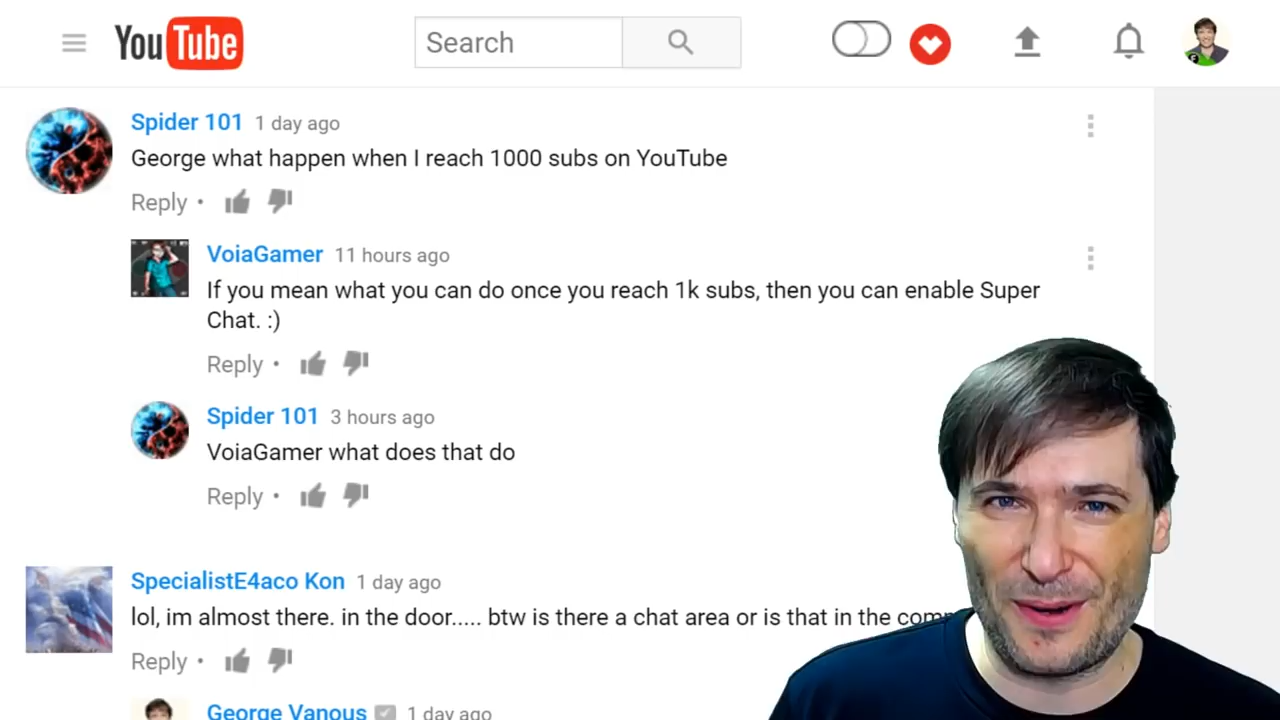 YouTube
Search
Spider 101 1 day ago
George what happen when I reach 1000 subs on YouTube
Reply •
VoiaGamer 11 hours ago
If you mean what you can do once you reach 1k subs, then you can enable Super
Chat. :)
Reply •
Spider 101 3 hours ago
VoiaGamer what does that do
Reply •
SpecialistE4aco Kon 1 day ago
lol, im almost there. in the door..... btw is there a chat area or is that in the
Reply •
George Vanous 1 day ago